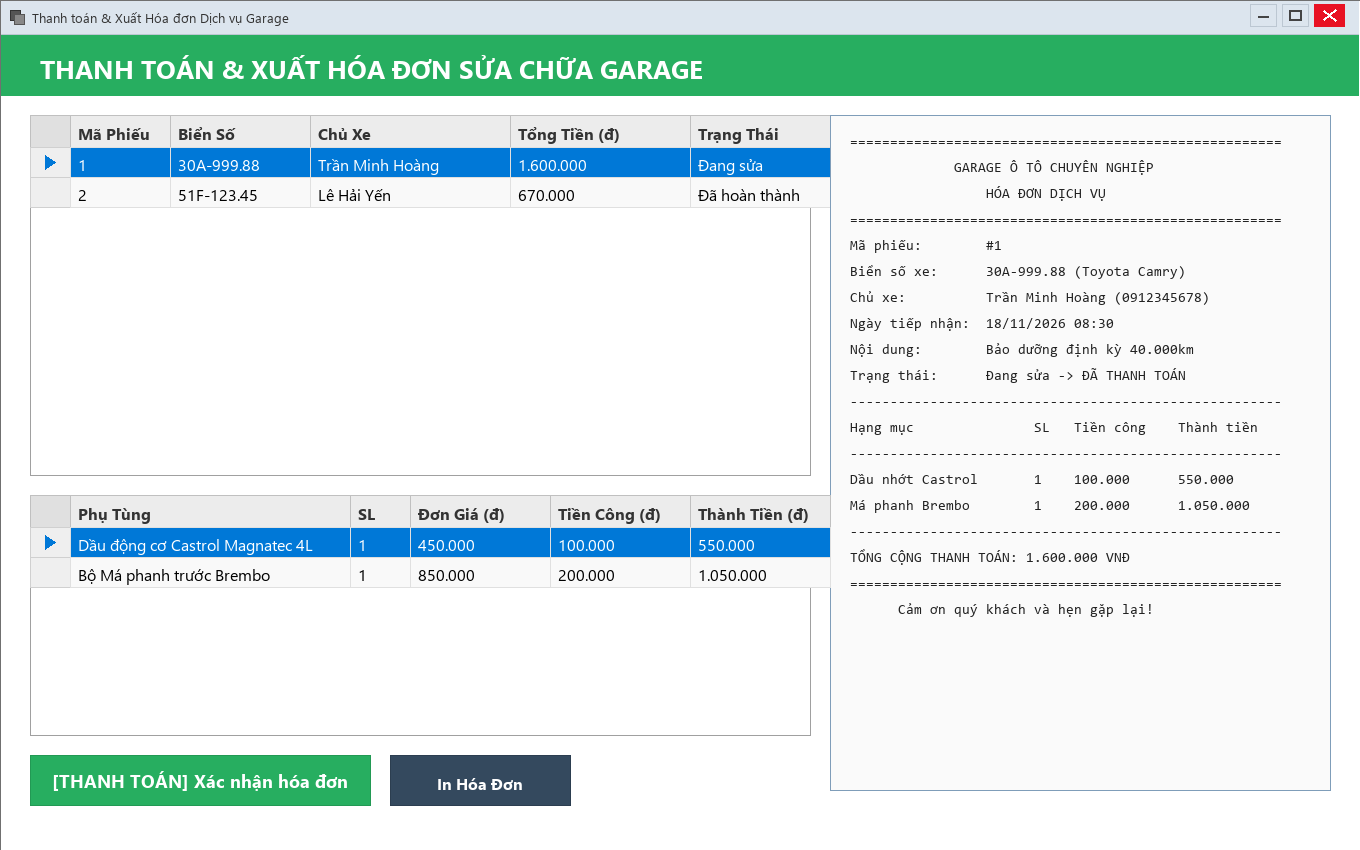 Thanh toán & Xuất Hóa đơn Dịch vụ Garage
THANH TOÁN & XUẤT HÓA ĐƠN SỬA CHỮA GARAGE
Mã Phiếu Biển Số Chủ Xe Tổng Tiền (đ) Trạng Thái
1 30A-999.88 Trần Minh Hoàng 1.600.000 Đang sửa
2 51F-123.45 Lê Hải Yến 670.000 Đã hoàn thành
Phụ Tùng SL Đơn Giá (đ) Tiền Công (đ) Thành Tiền (đ)
Dầu động cơ Castrol Magnatec 4L 1 450.000 100.000 550.000
Bộ Má phanh trước Brembo 1 850.000 200.000 1.050.000
[THANH TOÁN] Xác nhận hóa đơn
In Hóa Đơn
======================================================
GARAGE Ô TÔ CHUYÊN NGHIỆP
HÓA ĐƠN DỊCH VỤ
======================================================
Mã phiếu: #1
Biển số xe: 30A-999.88 (Toyota Camry)
Chủ xe: Trần Minh Hoàng (0912345678)
Ngày tiếp nhận: 18/11/2026 08:30
Nội dung: Bảo dưỡng định kỳ 40.000km
Trạng thái: Đang sửa -> ĐÃ THANH TOÁN
------------------------------------------------------
Hạng mục SL Tiền công Thành tiền
------------------------------------------------------
Dầu nhớt Castrol 1 100.000 550.000
Má phanh Brembo 1 200.000 1.050.000
------------------------------------------------------
TỔNG CỘNG THANH TOÁN: 1.600.000 VNĐ
======================================================
Cảm ơn quý khách và hẹn gặp lại!